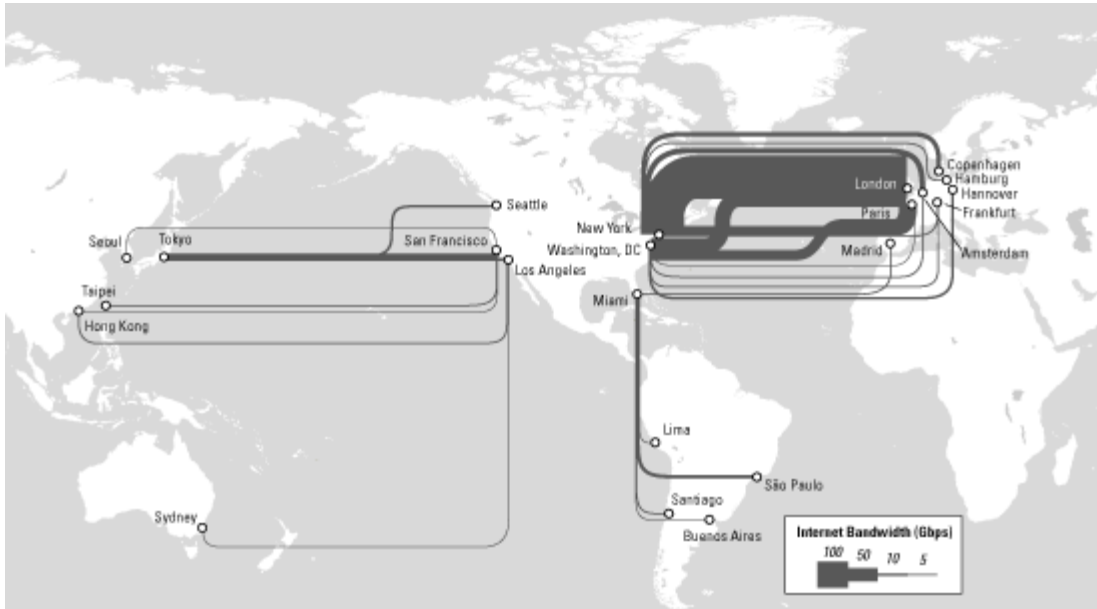 Copenhagen
Hamburg
London
Hannover
Paris
Frankfurt
Seattle
New York
Seoul
Tokyo
San Francisco
Washington, DC
Madrid
Amsterdam
Los Angeles
Taipei
Miami
Hong Kong
Lima
São Paulo
Santiago
Sydney
Buenos Aires
Internet Bandwidth (Gbps)
100 50 10 5